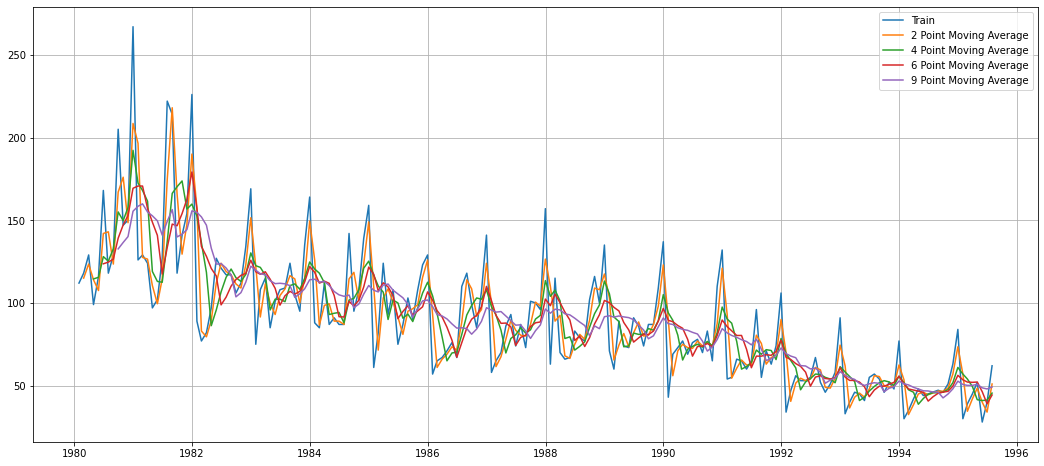 Train
2 Point Moving Average
4 Point Moving Average
6 Point Moving Average
9 Point Moving Average
250
200
150
100
50
1980 1982 1984 1986 1988 1990 1992 1994 1996